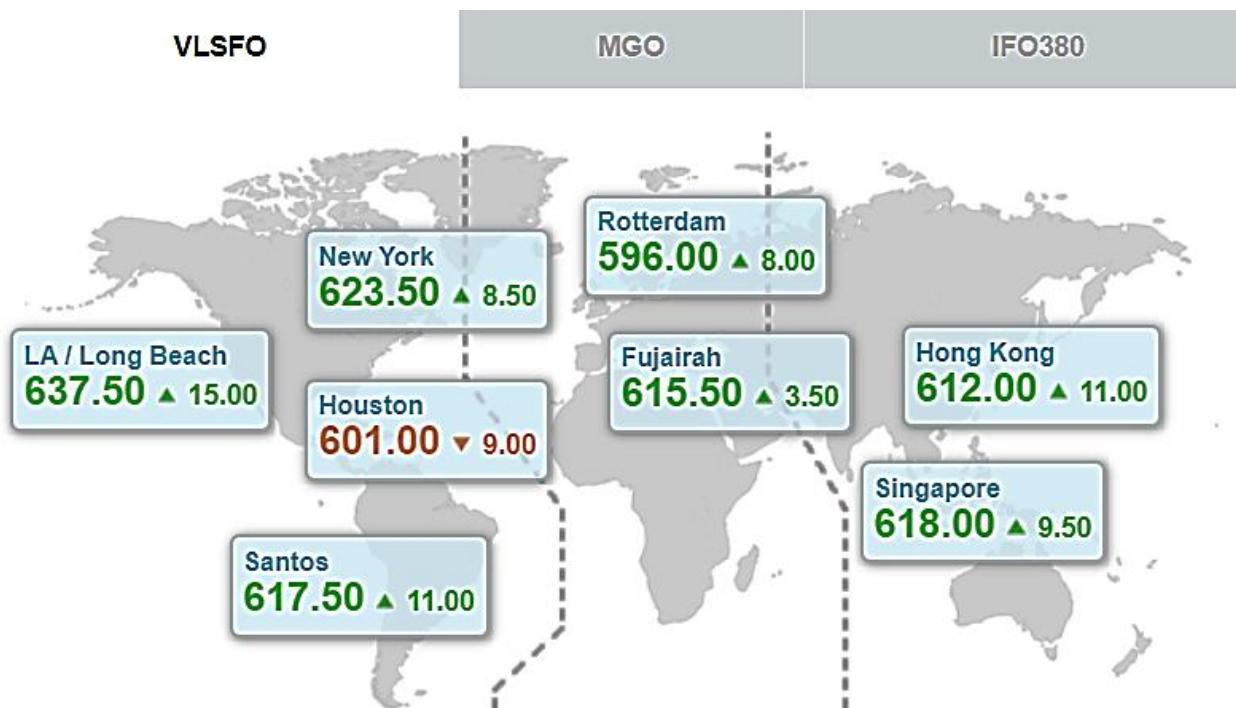 VLSFO MGO IFO380
Rotterdam
596.00 ▲ 8.00
New York
623.50 ▲ 8.50
LA / Long Beach
637.50 ▲ 15.00
Fujairah
615.50 ▲ 3.50
Hong Kong
612.00 ▲ 11.00
Houston
601.00 ▼ 9.00
Singapore
618.00 ▲ 9.50
Santos
617.50 ▲ 11.00